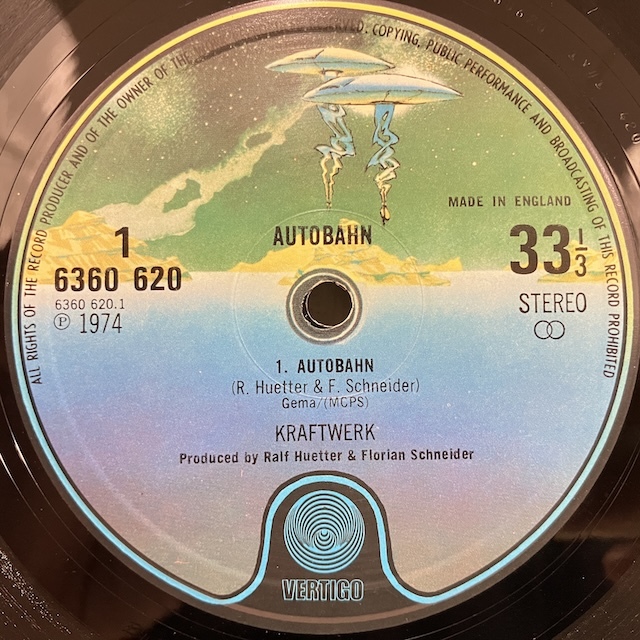 ALL RIGHTS OF THE RECORD PRODUCER AND OF THE OWNER OF THE RESERVED. COPYING, PUBLIC PERFORMANCE AND BROADCASTING OF THIS RECORD PROHIBITED
MADE IN ENGLAND
1
AUTOBAHN
33 1/3
6360 620
6360 620.1
℗ 1974
STEREO
1. AUTOBAHN
(R. Huetter & F. Schneider)
Gema/(MCPS)
KRAFTWERK
Produced by Ralf Huetter & Florian Schneider
VERTIGO